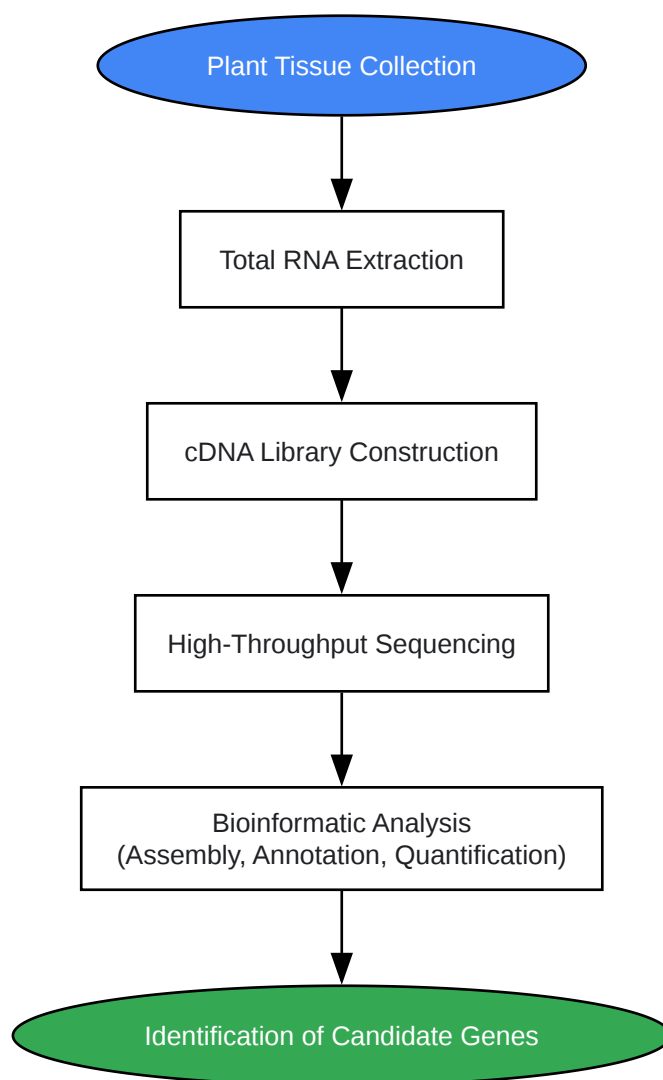 Plant Tissue Collection
Total RNA Extraction
cDNA Library Construction
High-Throughput Sequencing
Bioinformatic Analysis
(Assembly, Annotation, Quantification)
Identification of Candidate Genes